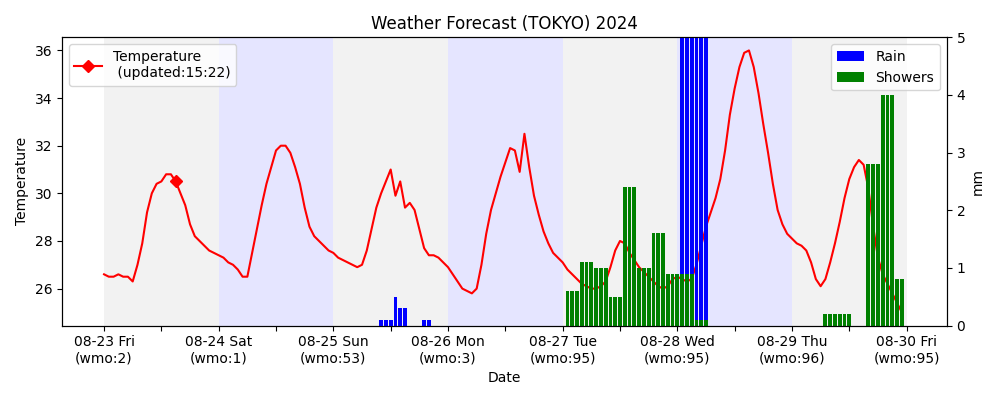 Weather Forecast (TOKYO) 2024
Temperature
(updated:15:22)
Rain
Showers
Temperature
36
34
32
30
28
26
5
4
3
2
1
0
mm
08-23 Fri
(wmo:2)
08-24 Sat
(wmo:1)
08-25 Sun
(wmo:53)
08-26 Mon
(wmo:3)
08-27 Tue
(wmo:95)
08-28 Wed
(wmo:95)
08-29 Thu
(wmo:96)
08-30 Fri
(wmo:95)
Date